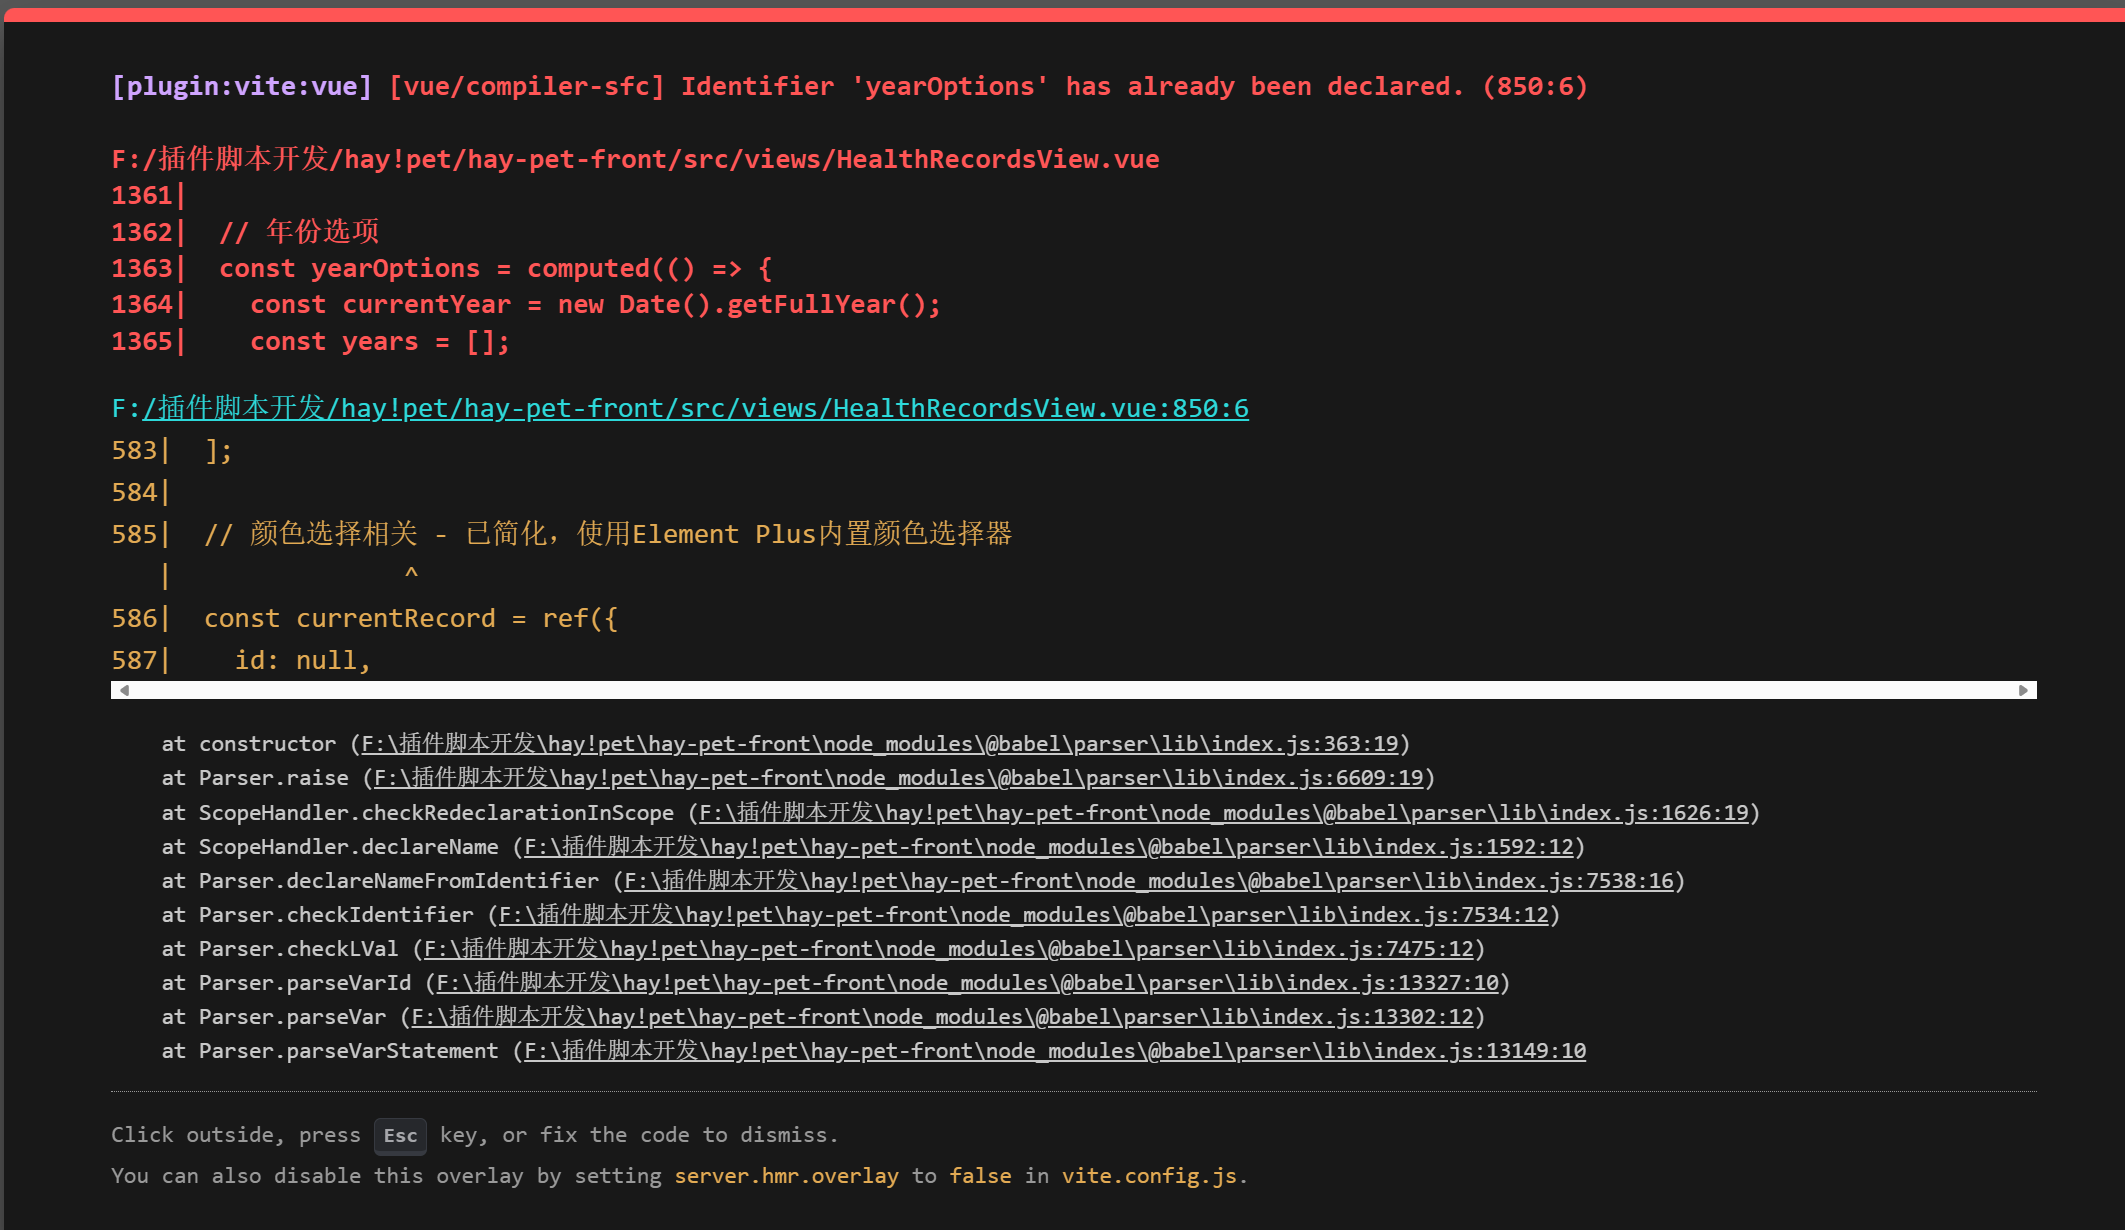 [plugin:vite:vue] [vue/compiler-sfc] Identifier 'yearOptions' has already been declared. (850:6)
F:/插件脚本开发/hay!pet/hay-pet-front/src/views/HealthRecordsView.vue
1361|
1362|  // 年份选项
1363|  const yearOptions = computed(() => {
1364|    const currentYear = new Date().getFullYear();
1365|    const years = [];
F:/插件脚本开发/hay!pet/hay-pet-front/src/views/HealthRecordsView.vue:850:6
583|  ];
584|
585|  // 颜色选择相关 - 已简化，使用Element Plus内置颜色选择器
   |               ^
586|  const currentRecord = ref({
587|    id: null,
at constructor (F:\插件脚本开发\hay!pet\hay-pet-front\node_modules\@babel\parser\lib\index.js:363:19)
at Parser.raise (F:\插件脚本开发\hay!pet\hay-pet-front\node_modules\@babel\parser\lib\index.js:6609:19)
at ScopeHandler.checkRedeclarationInScope (F:\插件脚本开发\hay!pet\hay-pet-front\node_modules\@babel\parser\lib\index.js:1626:19)
at ScopeHandler.declareName (F:\插件脚本开发\hay!pet\hay-pet-front\node_modules\@babel\parser\lib\index.js:1592:12)
at Parser.declareNameFromIdentifier (F:\插件脚本开发\hay!pet\hay-pet-front\node_modules\@babel\parser\lib\index.js:7538:16)
at Parser.checkIdentifier (F:\插件脚本开发\hay!pet\hay-pet-front\node_modules\@babel\parser\lib\index.js:7534:12)
at Parser.checkLVal (F:\插件脚本开发\hay!pet\hay-pet-front\node_modules\@babel\parser\lib\index.js:7475:12)
at Parser.parseVarId (F:\插件脚本开发\hay!pet\hay-pet-front\node_modules\@babel\parser\lib\index.js:13327:10)
at Parser.parseVar (F:\插件脚本开发\hay!pet\hay-pet-front\node_modules\@babel\parser\lib\index.js:13302:12)
at Parser.parseVarStatement (F:\插件脚本开发\hay!pet\hay-pet-front\node_modules\@babel\parser\lib\index.js:13149:10
Click outside, press Esc key, or fix the code to dismiss.
You can also disable this overlay by setting server.hmr.overlay to false in vite.config.js.